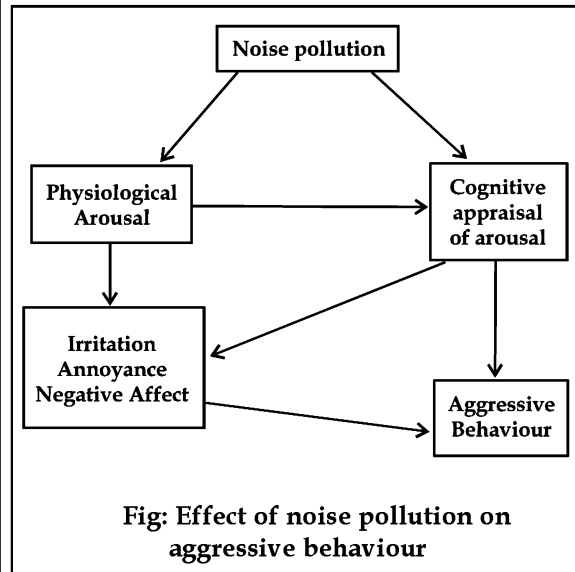 Noise pollution
Physiological
Arousal
Cognitive
appraisal
of arousal
Irritation
Annoyance
Negative Affect
Aggressive
Behaviour
Fig: Effect of noise pollution on
aggressive behaviour